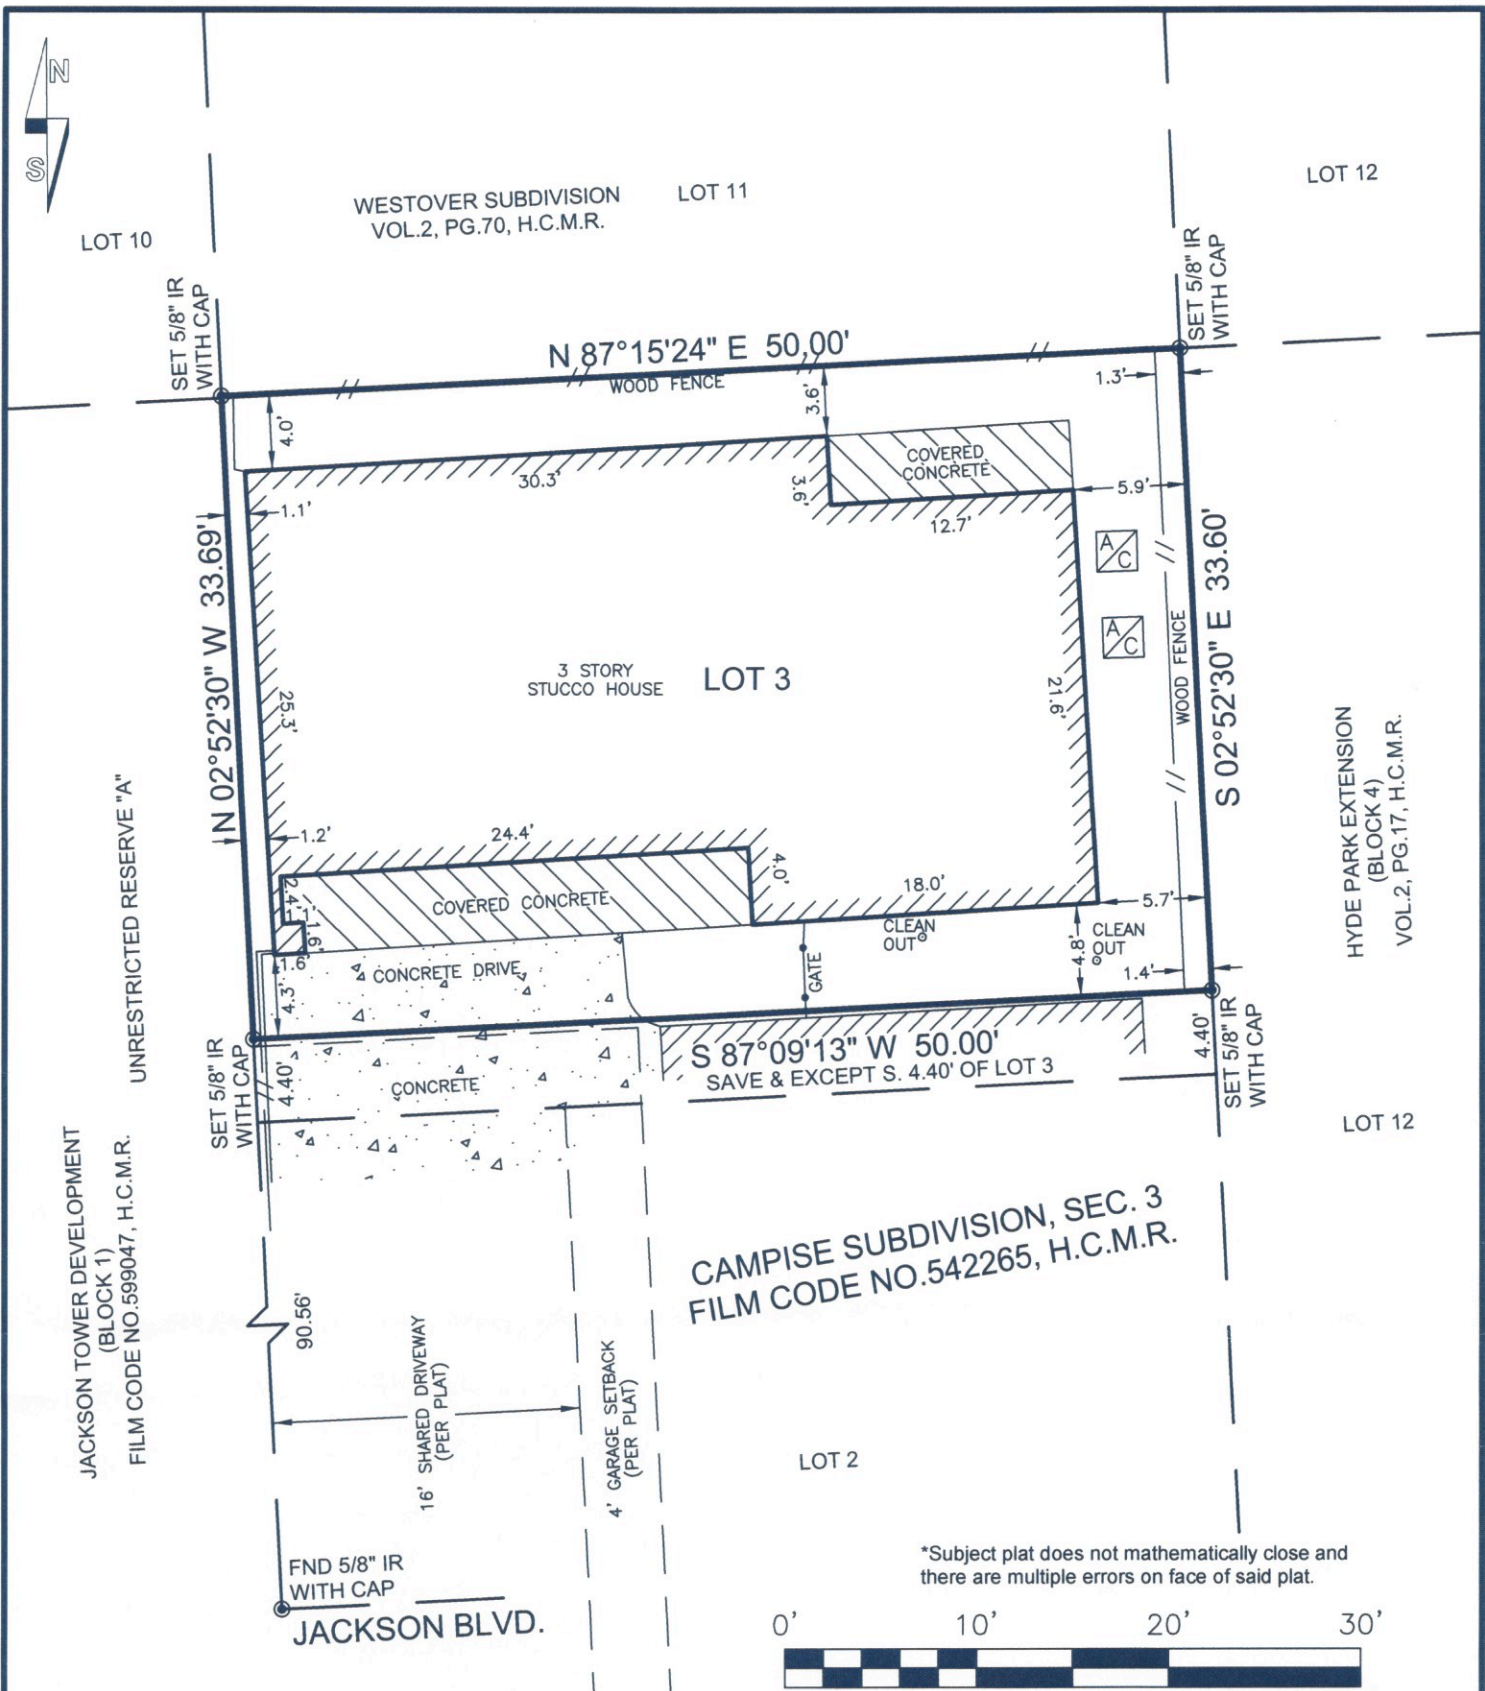 N
S
LOT 10
WESTOVER SUBDIVISION
VOL.2, PG.70, H.C.M.R.
LOT 11
LOT 12
SET 5/8" IR
WITH CAP
SET 5/8" IR
WITH CAP
N 87°15'24" E 50.00'
WOOD FENCE
1.3'
4.0'
3.6'
COVERED
CONCRETE
30.3'
3.6'
5.9'
1.1'
12.7'
A/C
A/C
N 02°52'30" W 33.69'
S 02°52'30" E 33.60'
WOOD FENCE
3 STORY
STUCCO HOUSE
LOT 3
25.3'
21.6'
1.2'
24.4'
4.0'
18.0'
5.7'
COVERED CONCRETE
2.4'
1.1'
1.6'
1.6'
4.3'
CONCRETE DRIVE
GATE
CLEAN
OUT
4.8'
CLEAN
OUT
1.4'
UNRESTRICTED RESERVE "A"
HYDE PARK EXTENSION
(BLOCK 4)
VOL.2, PG.17, H.C.M.R.
SET 5/8" IR
WITH CAP
4.40'
CONCRETE
S 87°09'13" W 50.00'
SAVE & EXCEPT S. 4.40' OF LOT 3
4.40'
SET 5/8" IR
WITH CAP
LOT 12
JACKSON TOWER DEVELOPMENT
(BLOCK 1)
FILM CODE NO.599047, H.C.M.R.
CAMPISE SUBDIVISION, SEC. 3
FILM CODE NO.542265, H.C.M.R.
90.56'
16' SHARED DRIVEWAY
(PER PLAT)
4' GARAGE SETBACK
(PER PLAT)
LOT 2
FND 5/8" IR
WITH CAP
JACKSON BLVD.
*Subject plat does not mathematically close and
there are multiple errors on face of said plat.
0' 10' 20' 30'